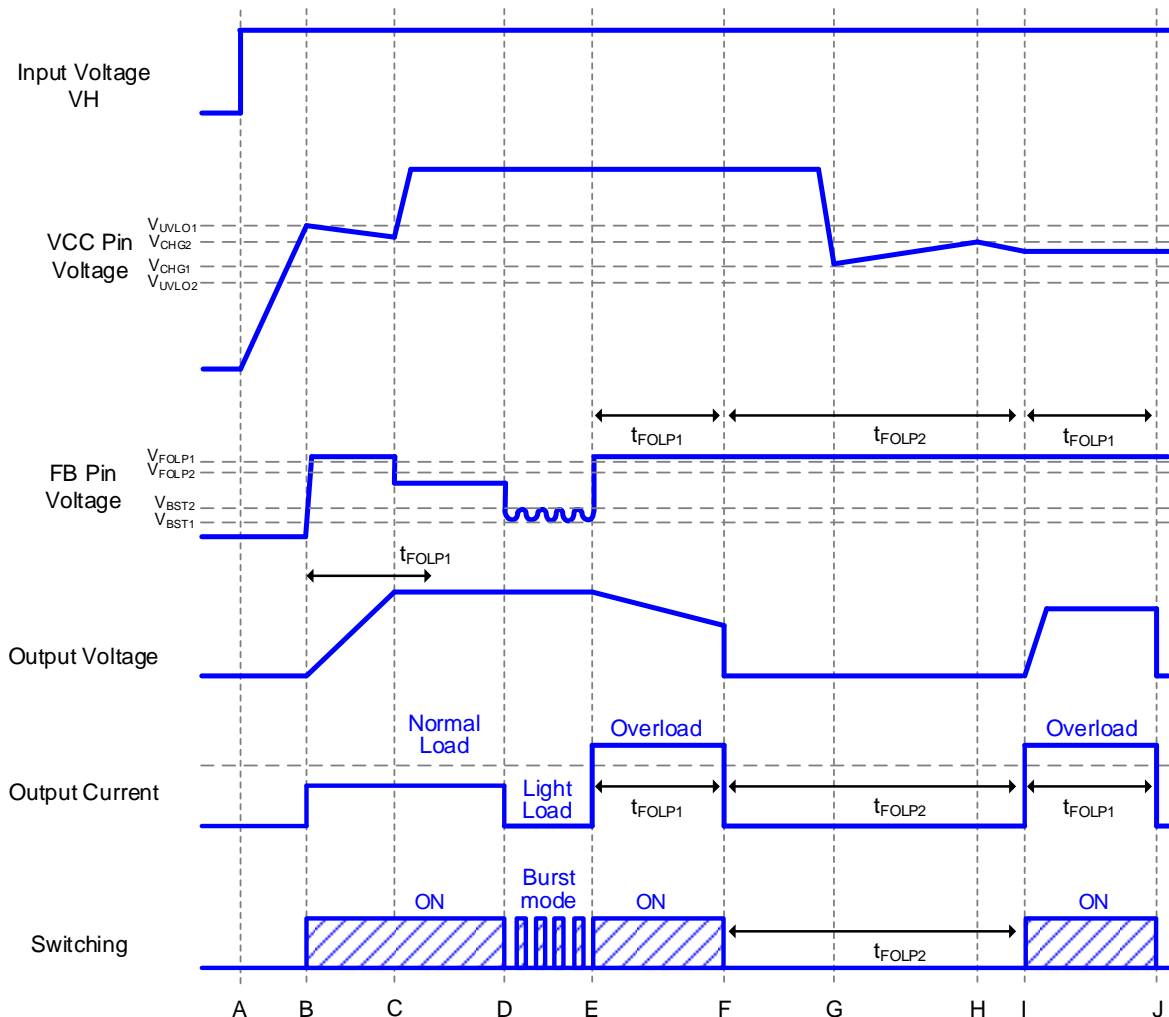 Input Voltage
VH
VCC Pin
Voltage
VUVLO1
VCHG2
VCHG1
VUVLO2
tFOLP1
tFOLP2
tFOLP1
FB Pin
Voltage
VFOLP1
VFOLP2
VBST2
VBST1
tFOLP1
Output Voltage
Normal
Load
Overload
Overload
Output Current
Light
Load
tFOLP1
tFOLP2
tFOLP1
Burst
mode
ON
ON
ON
Switching
tFOLP2
A B C D E F G H I J